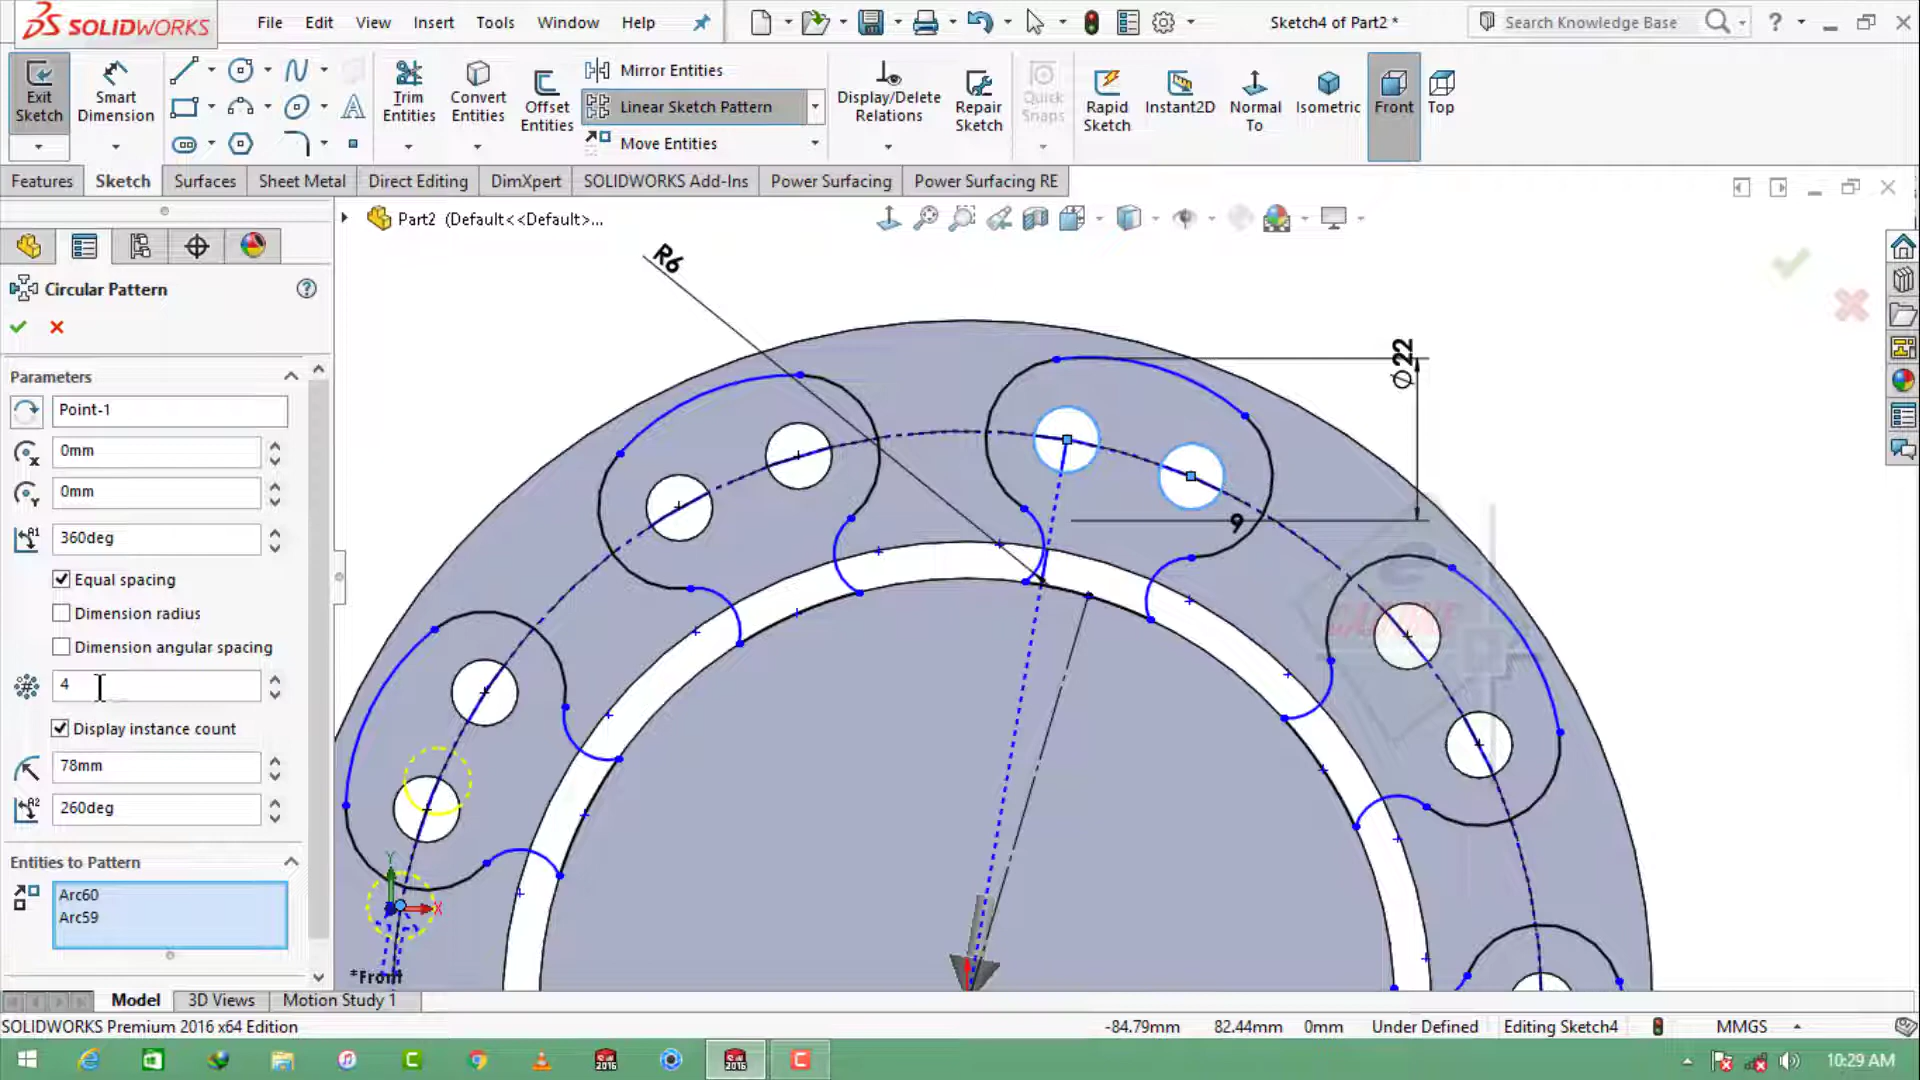 SOLIDWORKS
File Edit View Insert Tools Window Help
Sketch4 of Part2 *
Search Knowledge Base
?
Exit Sketch
Smart Dimension
Trim Entities
Convert Entities
Offset Entities
Mirror Entities
Linear Sketch Pattern
Move Entities
Display/Delete Relations
Repair Sketch
Quick Snaps
Rapid Sketch
Instant2D
Normal To
Isometric
Front
Top
Features Sketch Surfaces Sheet Metal Direct Editing DimXpert SOLIDWORKS Add-Ins Power Surfacing Power Surfacing RE
Part2 (Default<<Default>...
Circular Pattern
Parameters
Point-1
0mm
0mm
360deg
Equal spacing
Dimension radius
Dimension angular spacing
4
Display instance count
78mm
260deg
Entities to Pattern
Arc60
Arc59
R6
∅22
9
Y
X
*Front
Model 3D Views Motion Study 1
SOLIDWORKS Premium 2016 x64 Edition
-84.79mm 82.44mm 0mm Under Defined Editing Sketch4 MMGS
10:29 AM